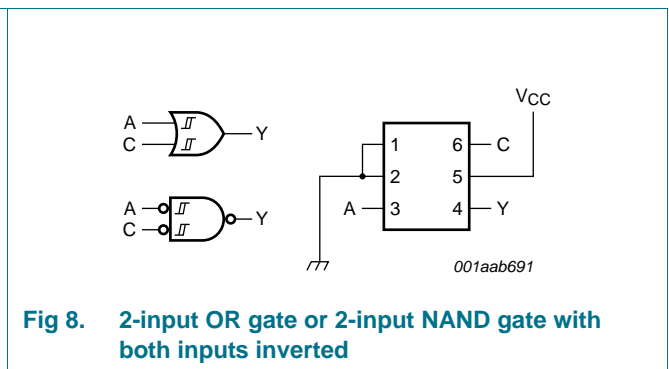 A
C
Y
A
C
Y
VCC
1
6
C
2
5
A
3
4
Y
001aab691
Fig 8. 2-input OR gate or 2-input NAND gate with
both inputs inverted